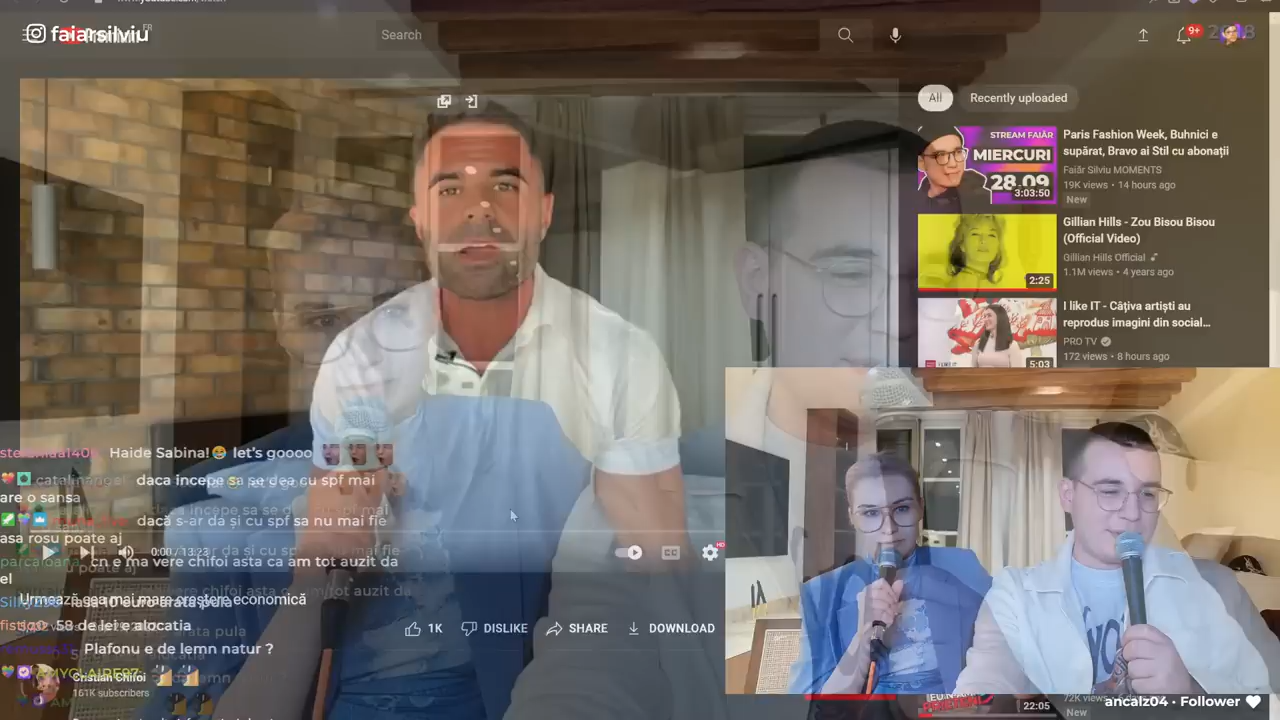 faiarsilviu
FR
Search
9+
All
Recently uploaded
STREAM FAIĂR
MIERCURI
28.09
3:03:50
Paris Fashion Week, Buhnici e
supărat, Bravo ai Stil cu abonații
Faiăr Silviu MOMENTS
19K views • 14 hours ago
New
2:25
Gillian Hills - Zou Bisou Bisou
(Official Video)
Gillian Hills Official
1.1M views • 4 years ago
5:03
I like IT - Câțiva artiști au
reprodus imagini din social...
PRO TV
172 views • 8 hours ago
Haide Sabina! let's goooo
daca incepe sa se dea cu spf mai
are o sansa
dacă s-ar da și cu spf sa nu mai fie
asa rosu poate aj
0:00 / 13:23
CC
HD
parcaloana cn e ma vere chifoi asta ca am tot auzit da
el
Urmează cea mai mare creștere economică
lasa 10 euro arata pula
58 de lei e alocatia
Plafonu e de lemn natur ?
1K
DISLIKE
SHARE
DOWNLOAD
Cristian Chifoi
161K subscribers
22:05
72K views
New
ancalz04 • Follower